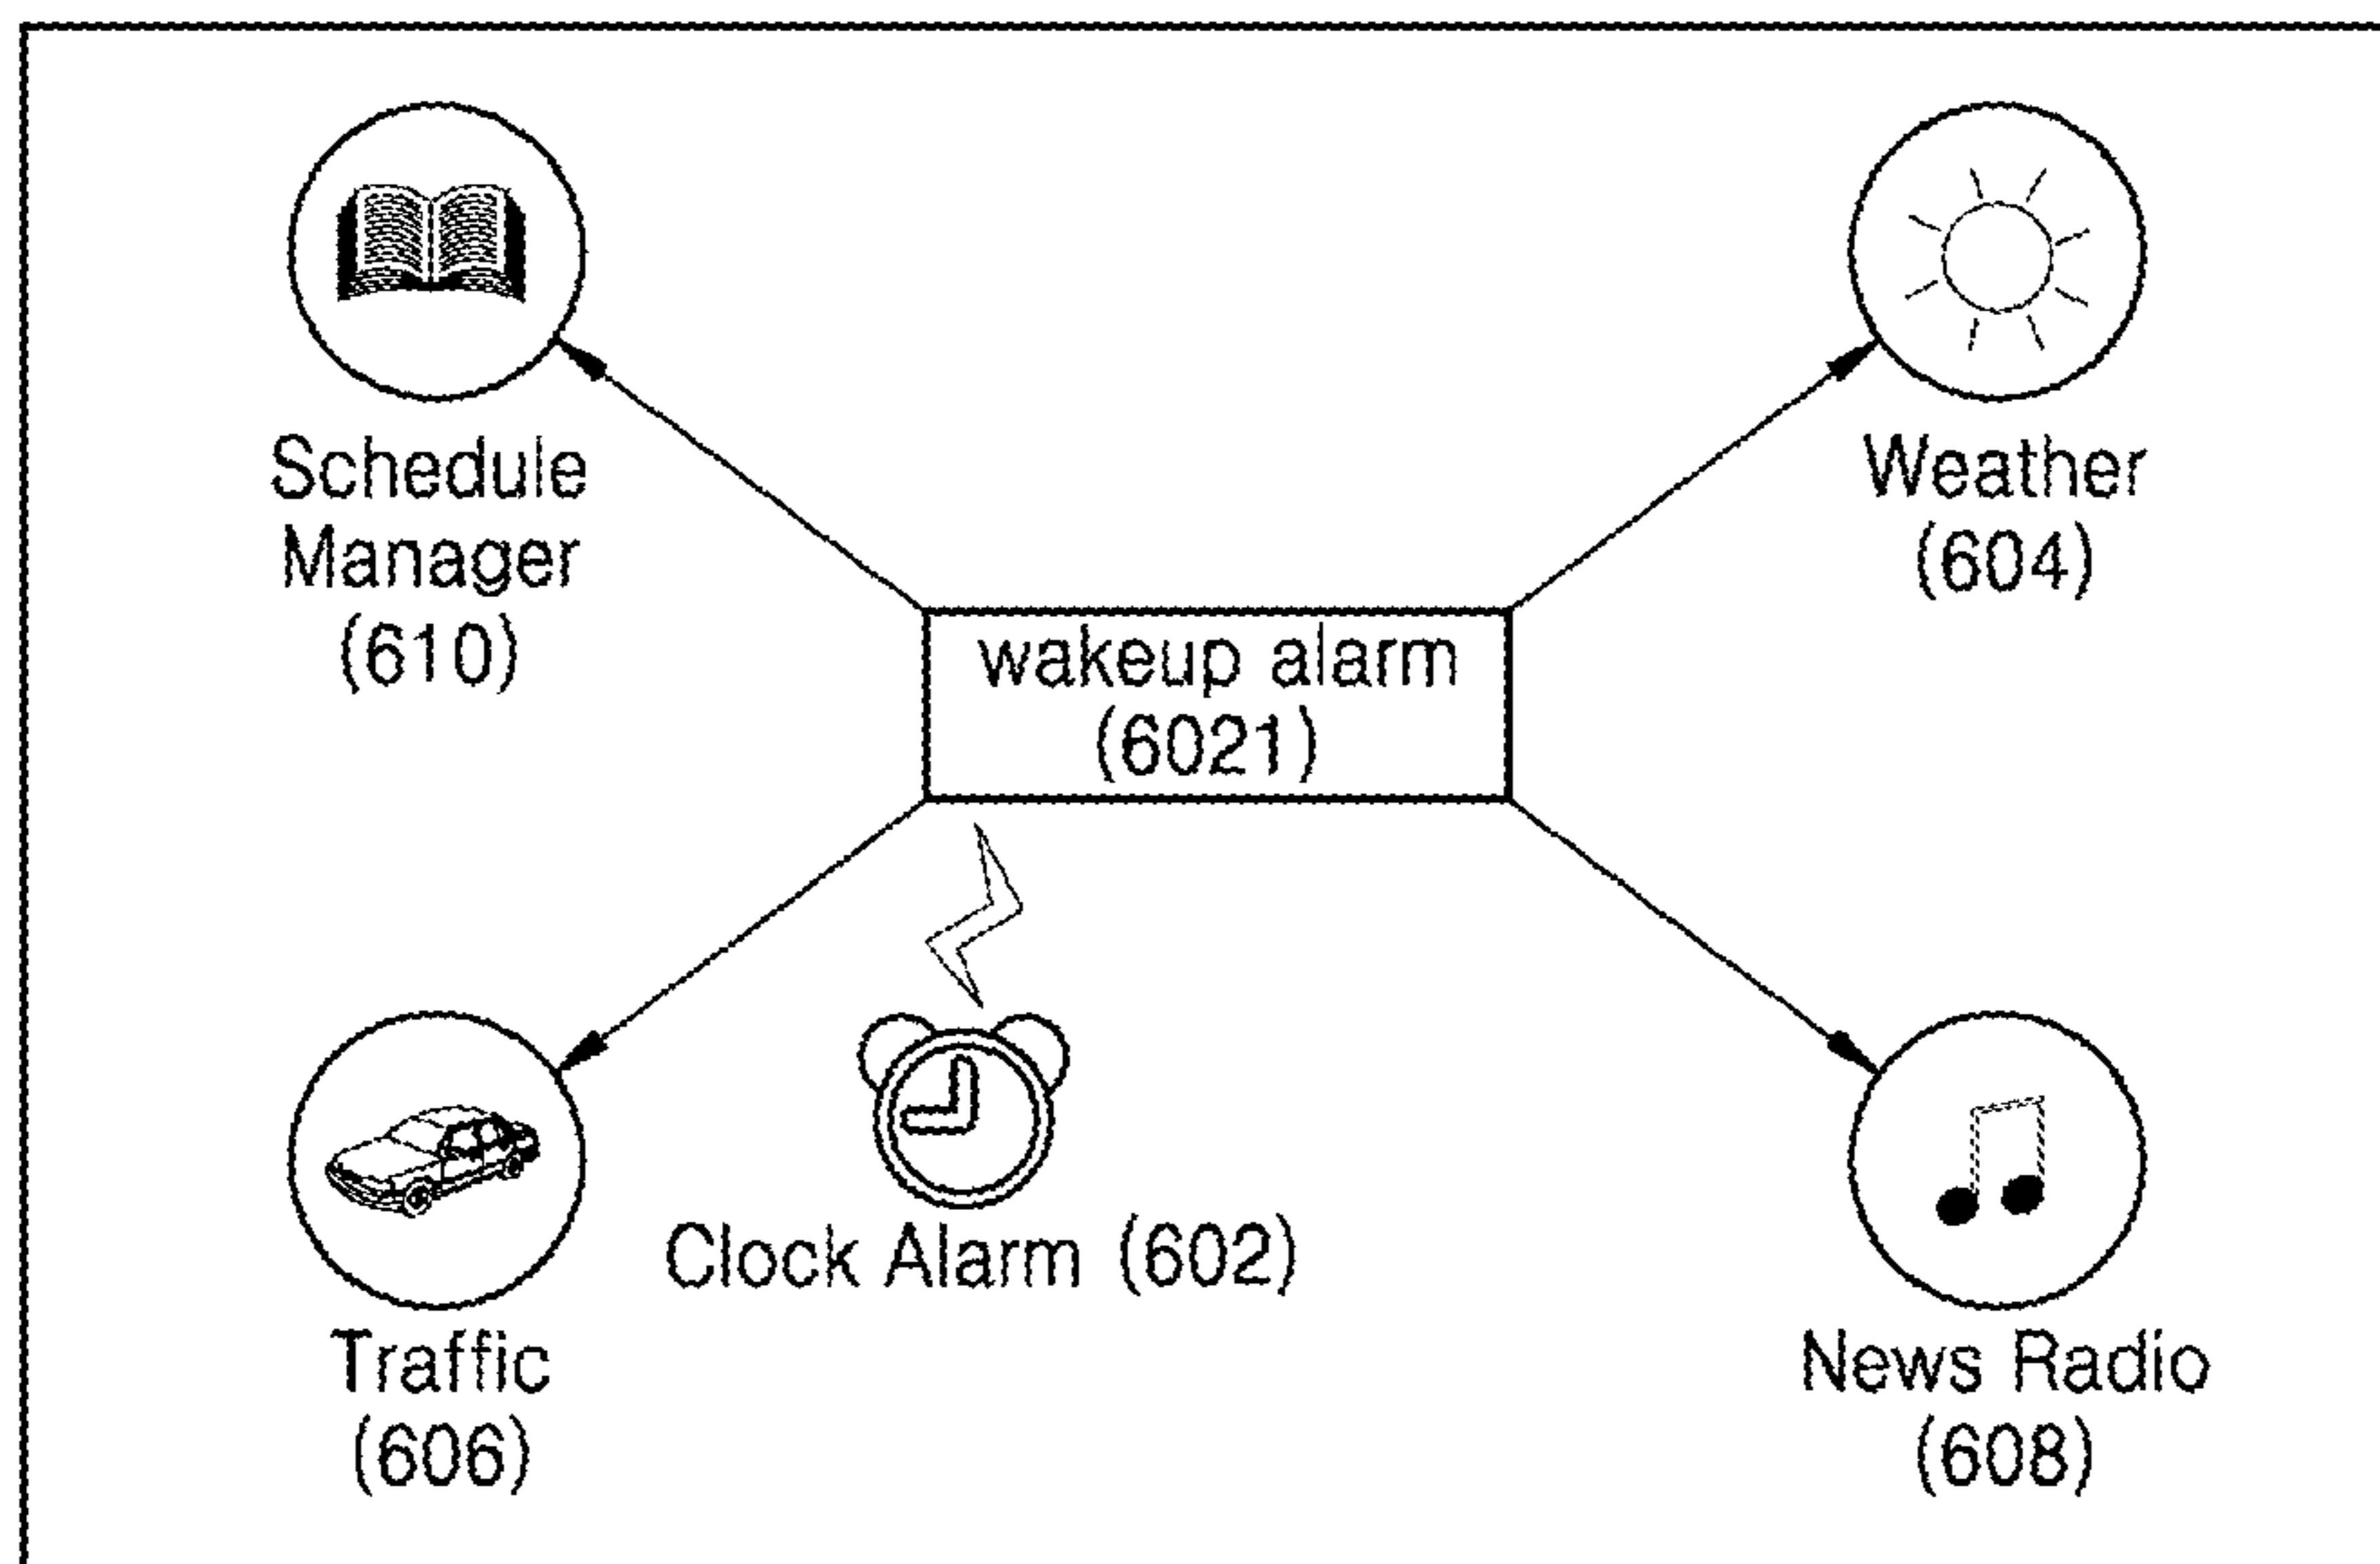 Schedule
Manager
(610)
Weather
(604)
wakeup alarm
(6021)
Clock Alarm (602)
Traffic
(606)
News Radio
(608)